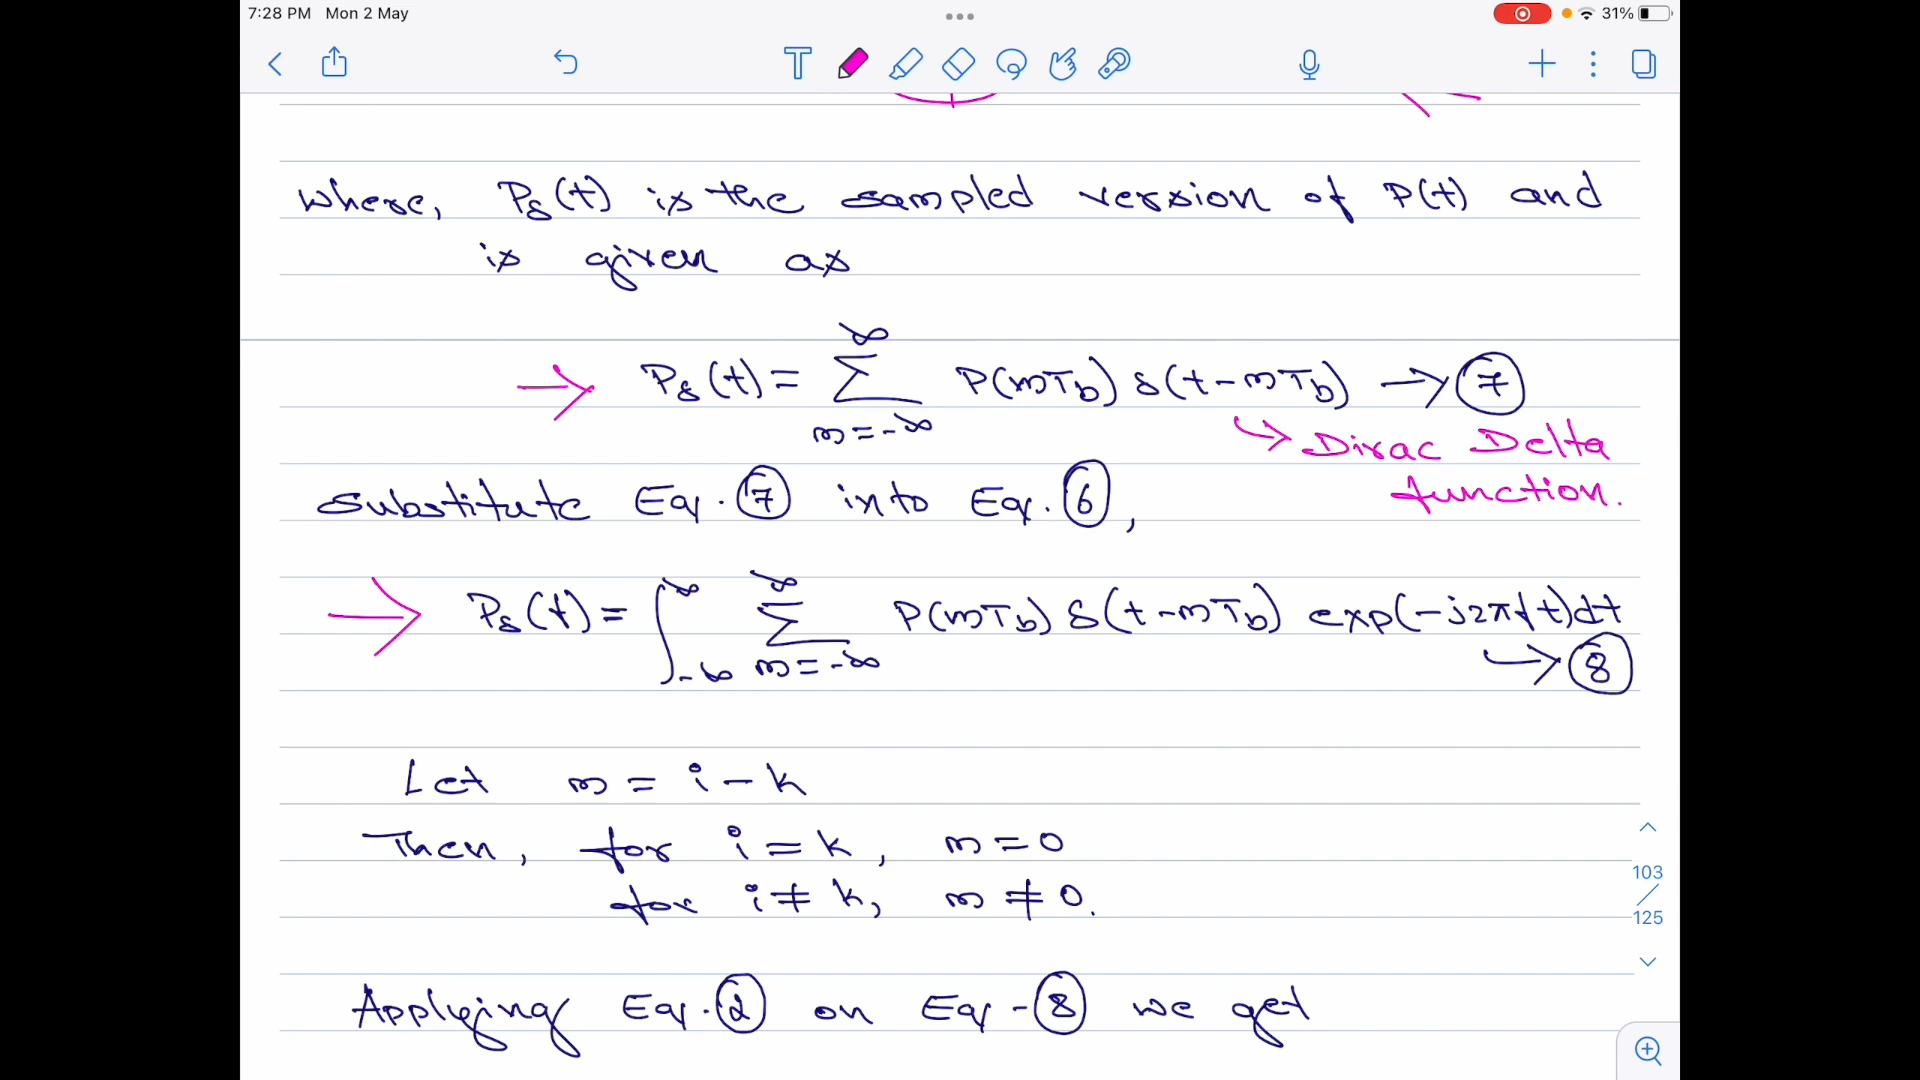 7:28 PM Mon 2 May
31%
where, Pδ(t) is the sampled version of P(t) and
is given as
→ Pδ(t) = ∑_{m=-∞}^{∞} P(mTb) δ(t-mTb) → ⑦
↳ Dirac Delta
function.
substitute Eq. ⑦ into Eq. ⑥,
→ Pδ(f) = ∫_{-∞}^{∞} ∑_{m=-∞}^{∞} P(mTb) δ(t-mTb) exp(-j2πft)dt
↳ ⑧
Let m = i - k
Then, for i = k, m = 0
for i ≠ k, m ≠ 0.
103
/
125
Applying Eq. ② on Eq - ⑧ we get